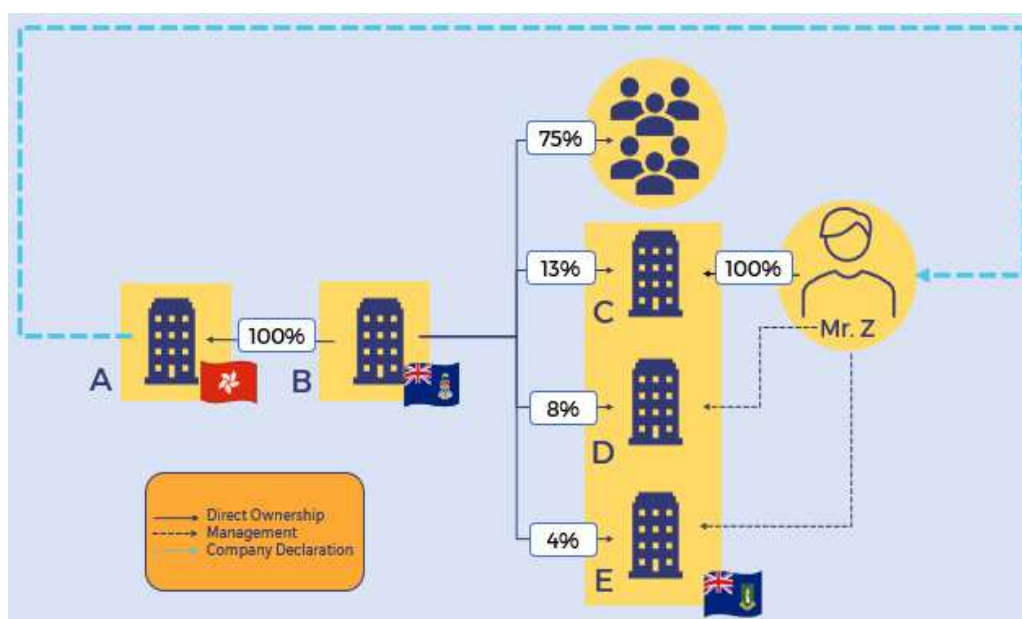 75%
13%
100%
C
Mr. Z
100%
A
B
8%
D
4%
E
Direct Ownership
Management
Company Declaration